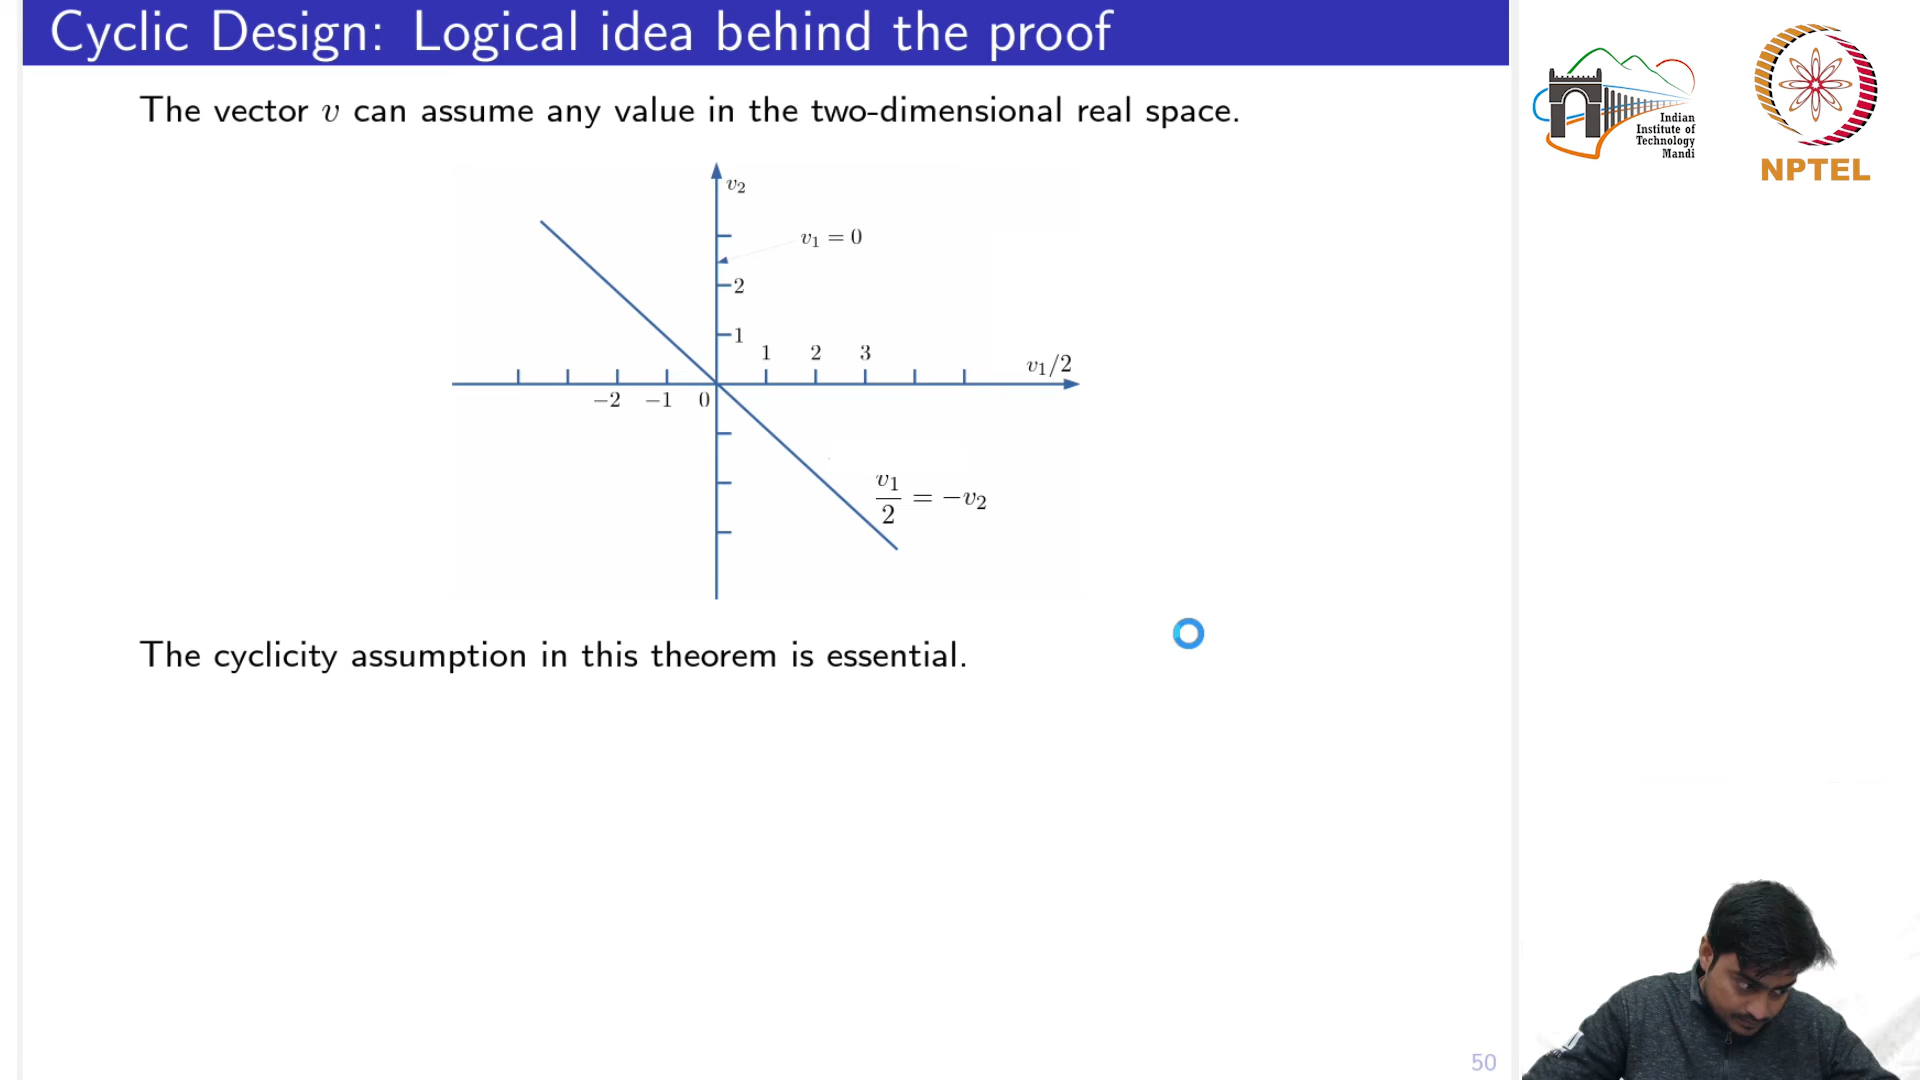 Cyclic Design: Logical idea behind the proof
The vector v can assume any value in the two-dimensional real space.
v₂
v₁ = 0
2
1
1 2 3
v₁/2
−2 −1 0
v₁/2 = −v₂
The cyclicity assumption in this theorem is essential.
50
Indian
Institute of
Technology
Mandi
NPTEL